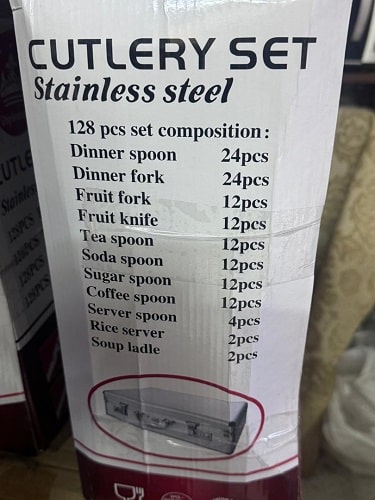 CUTLERY SET
Stainless steel
128 pcs set composition:
Dinner spoon 24pcs
Dinner fork 24pcs
Fruit fork 12pcs
Fruit knife 12pcs
Tea spoon 12pcs
Soda spoon 12pcs
Sugar spoon 12pcs
Coffee spoon 12pcs
Server spoon 4pcs
Rice server 2pcs
Soup ladle 2pcs